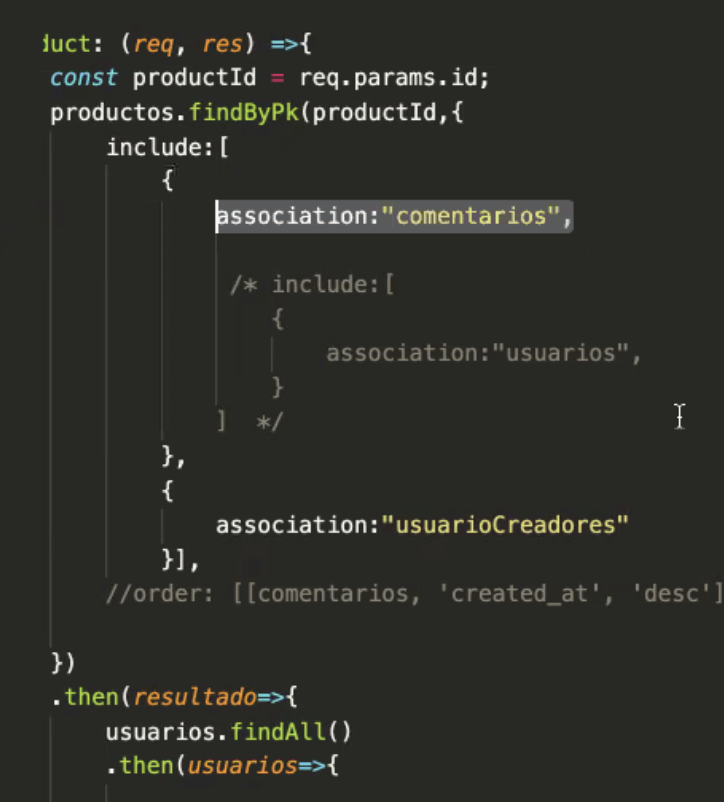 duct: (req, res) =>{
const productId = req.params.id;
productos.findByPk(productId,{
include:[
{
association:"comentarios",
/* include:[
{
association:"usuarios",
}
] */
},
{
association:"usuarioCreadores"
}],
//order: [[comentarios, 'created_at', 'desc']
})
.then(resultado=>{
usuarios.findAll()
.then(usuarios=>{